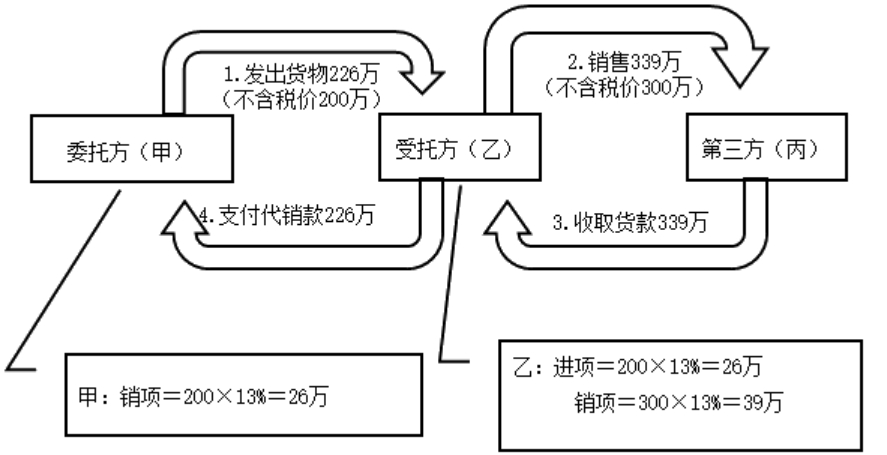 1.发出货物226万
（不含税价200万）
2.销售339万
（不含税价300万）
委托方（甲）
受托方（乙）
第三方（丙）
4.支付代销款226万
3.收取货款339万
甲：销项＝200×13%＝26万
乙：进项＝200×13%＝26万
销项＝300×13%＝39万